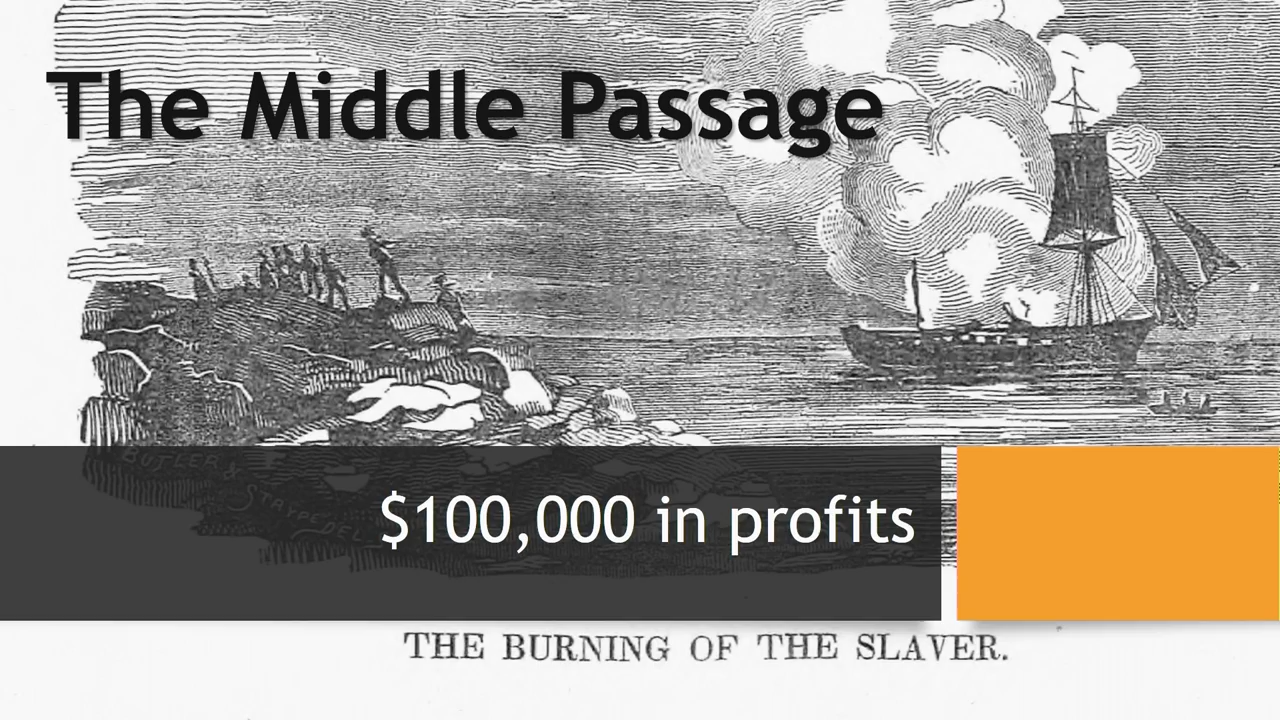 The Middle Passage
$100,000 in profits
THE BURNING OF THE SLAVER.